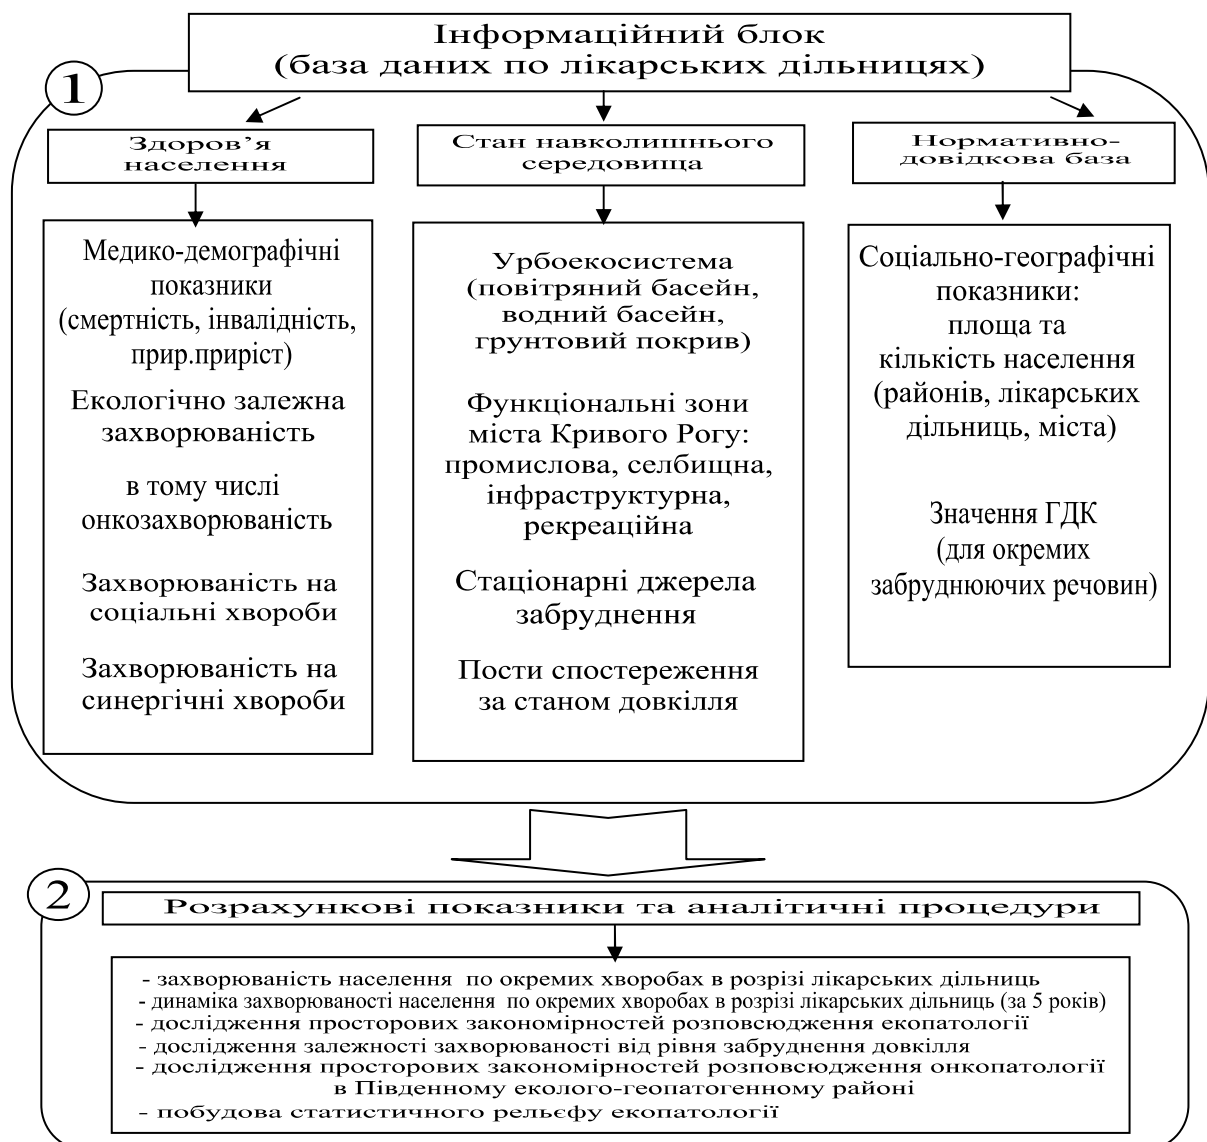 Інформаційний блок
(база даних по лікарських дільницях)
1
Здоров’я
населення
Медико-демографічні
показники
(смертність, інвалідність,
прир.приріст)
Екологічно залежна
захворюваність
в тому числі
онкозахворюваність
Захворюваність на
соціальні хвороби
Захворюваність на
синергічні хвороби
Стан навколишнього
середовища
Урбоекосистема
(повітряний басейн,
водний басейн,
грунтовий покрив)
Функціональні зони
міста Кривого Рогу:
промислова, селбищна,
інфраструктурна,
рекреаційна
Стаціонарні джерела
забруднення
Пости спостереження
за станом довкілля
Нормативно-
довідкова база
Соціально-географічні
показники:
площа та
кількість населення
(районів, лікарських
дільниць, міста)
Значення ГДК
(для окремих
забруднюючих речовин)
2
Розрахункові показники та аналітичні процедури
- захворюваність населення по окремих хворобах в розрізі лікарських дільниць
- динаміка захворюваності населення по окремих хворобах в розрізі лікарських дільниць (за 5 років)
- дослідження просторових закономірностей розповсюдження екопатології
- дослідження залежності захворюваності від рівня забруднення довкілля
- дослідження просторових закономірностей розповсюдження онкопатології
в Південному еколого-геопатогенному районі
- побудова статистичного рельєфу екопатології